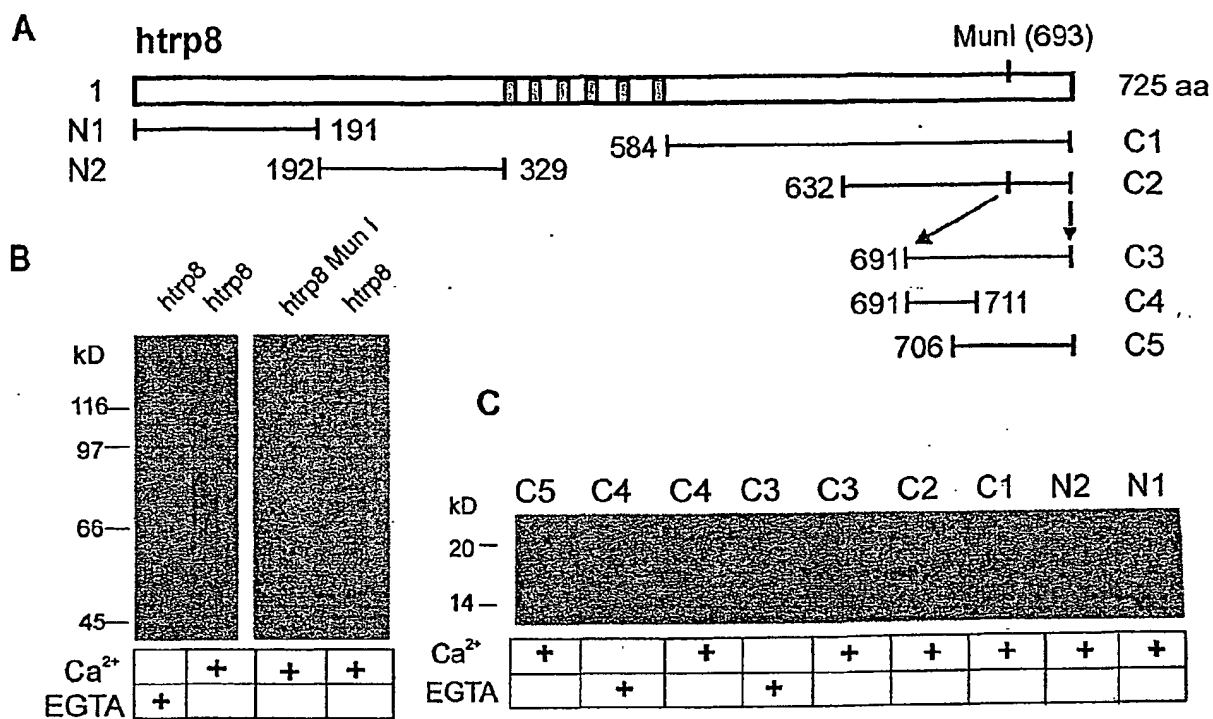 A
htrp8
MunI (693)
1
725 aa
N1
191
584
C1
N2
192
329
632
C2
691
C3
691
711
C4
706
C5
B
htrp8
htrp8
htrp8 Mun I
htrp8
kD
116
97
66
45
Ca²⁺ + + +
EGTA +
C
kD
C5 C4 C4 C3 C3 C2 C1 N2 N1
20
14
Ca²⁺ + + + + + + +
EGTA + +